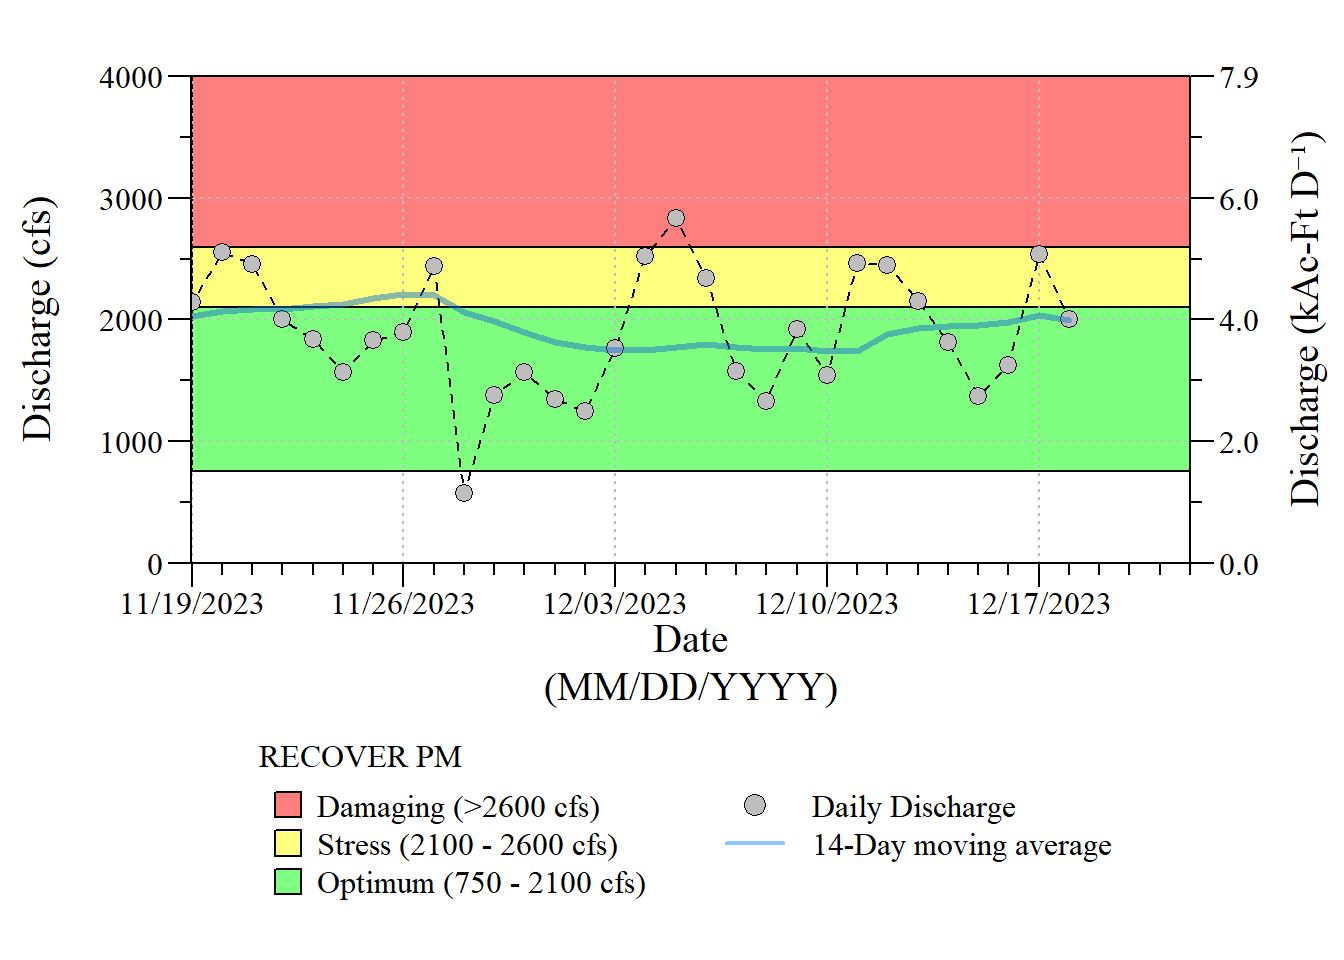 4000
3000
2000
1000
0
Discharge (cfs)
7.9
6.0
4.0
2.0
0.0
Discharge (kAc-Ft D⁻¹)
11/19/2023 11/26/2023 12/03/2023 12/10/2023 12/17/2023
Date
(MM/DD/YYYY)
RECOVER PM
Damaging (>2600 cfs)
Stress (2100 - 2600 cfs)
Optimum (750 - 2100 cfs)
Daily Discharge
14-Day moving average